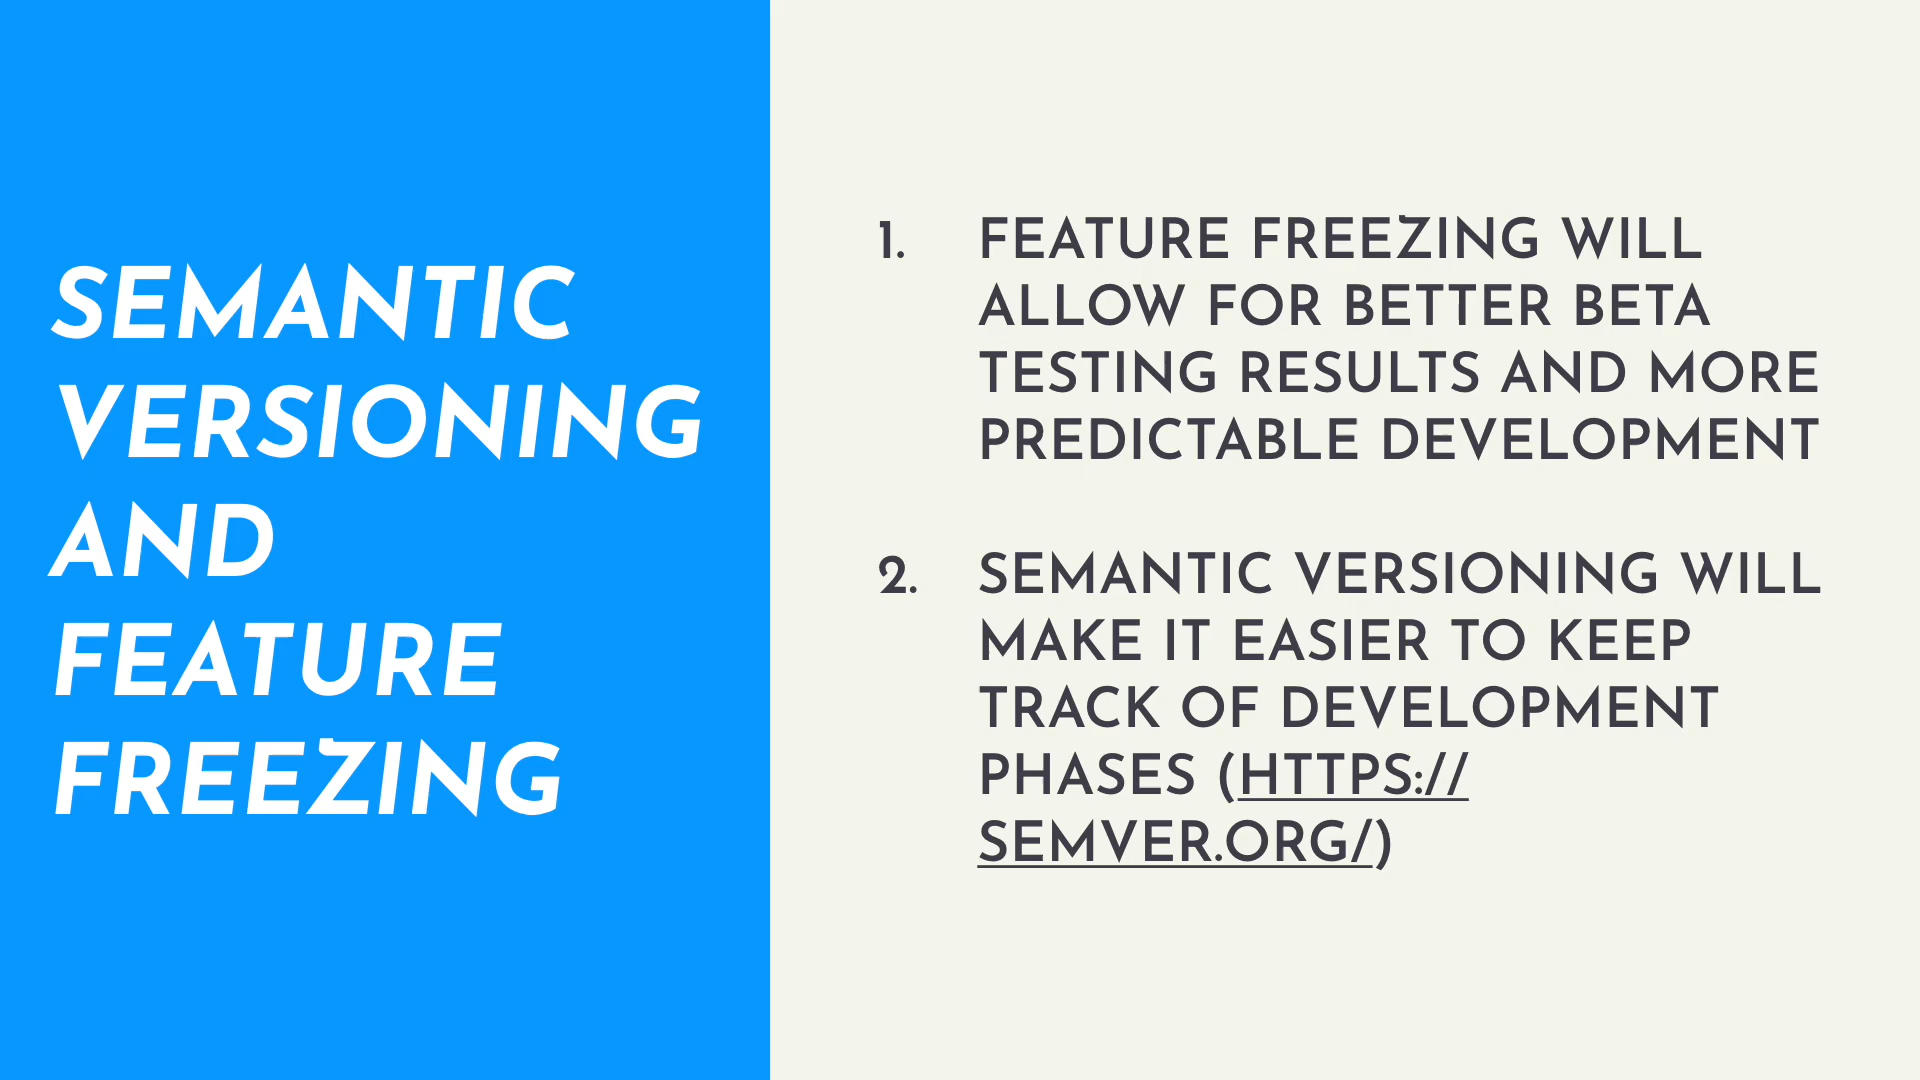 SEMANTIC
VERSIONING
AND
FEATURE
FREEZING
1. FEATURE FREEZING WILL
ALLOW FOR BETTER BETA
TESTING RESULTS AND MORE
PREDICTABLE DEVELOPMENT
2. SEMANTIC VERSIONING WILL
MAKE IT EASIER TO KEEP
TRACK OF DEVELOPMENT
PHASES (HTTPS://
SEMVER.ORG/)